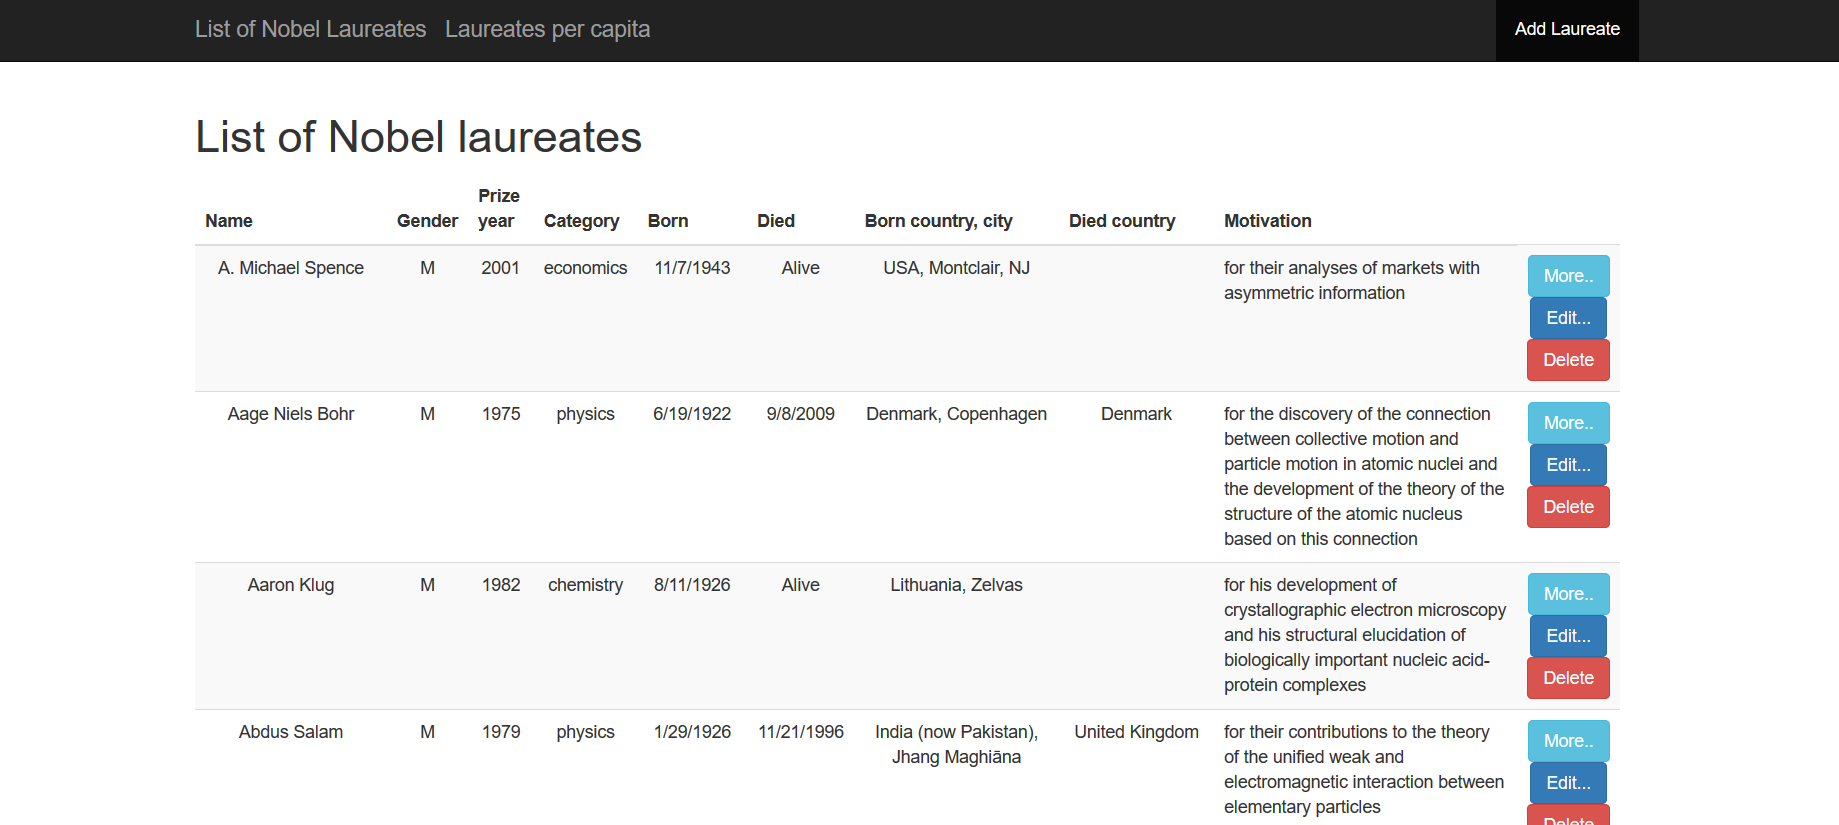 List of Nobel Laureates Laureates per capita Add Laureate
List of Nobel laureates
Name Gender Prize year Category Born Died Born country, city Died country Motivation
A. Michael Spence M 2001 economics 11/7/1943 Alive USA, Montclair, NJ for their analyses of markets with
asymmetric information
More..
Edit...
Delete
Aage Niels Bohr M 1975 physics 6/19/1922 9/8/2009 Denmark, Copenhagen Denmark for the discovery of the connection
between collective motion and
particle motion in atomic nuclei and
the development of the theory of the
structure of the atomic nucleus
based on this connection
More..
Edit...
Delete
Aaron Klug M 1982 chemistry 8/11/1926 Alive Lithuania, Zelvas for his development of
crystallographic electron microscopy
and his structural elucidation of
biologically important nucleic acid-
protein complexes
More..
Edit...
Delete
Abdus Salam M 1979 physics 1/29/1926 11/21/1996 India (now Pakistan), United Kingdom for their contributions to the theory
Jhang Maghiāna of the unified weak and
electromagnetic interaction between
elementary particles
More..
Edit...
Delete